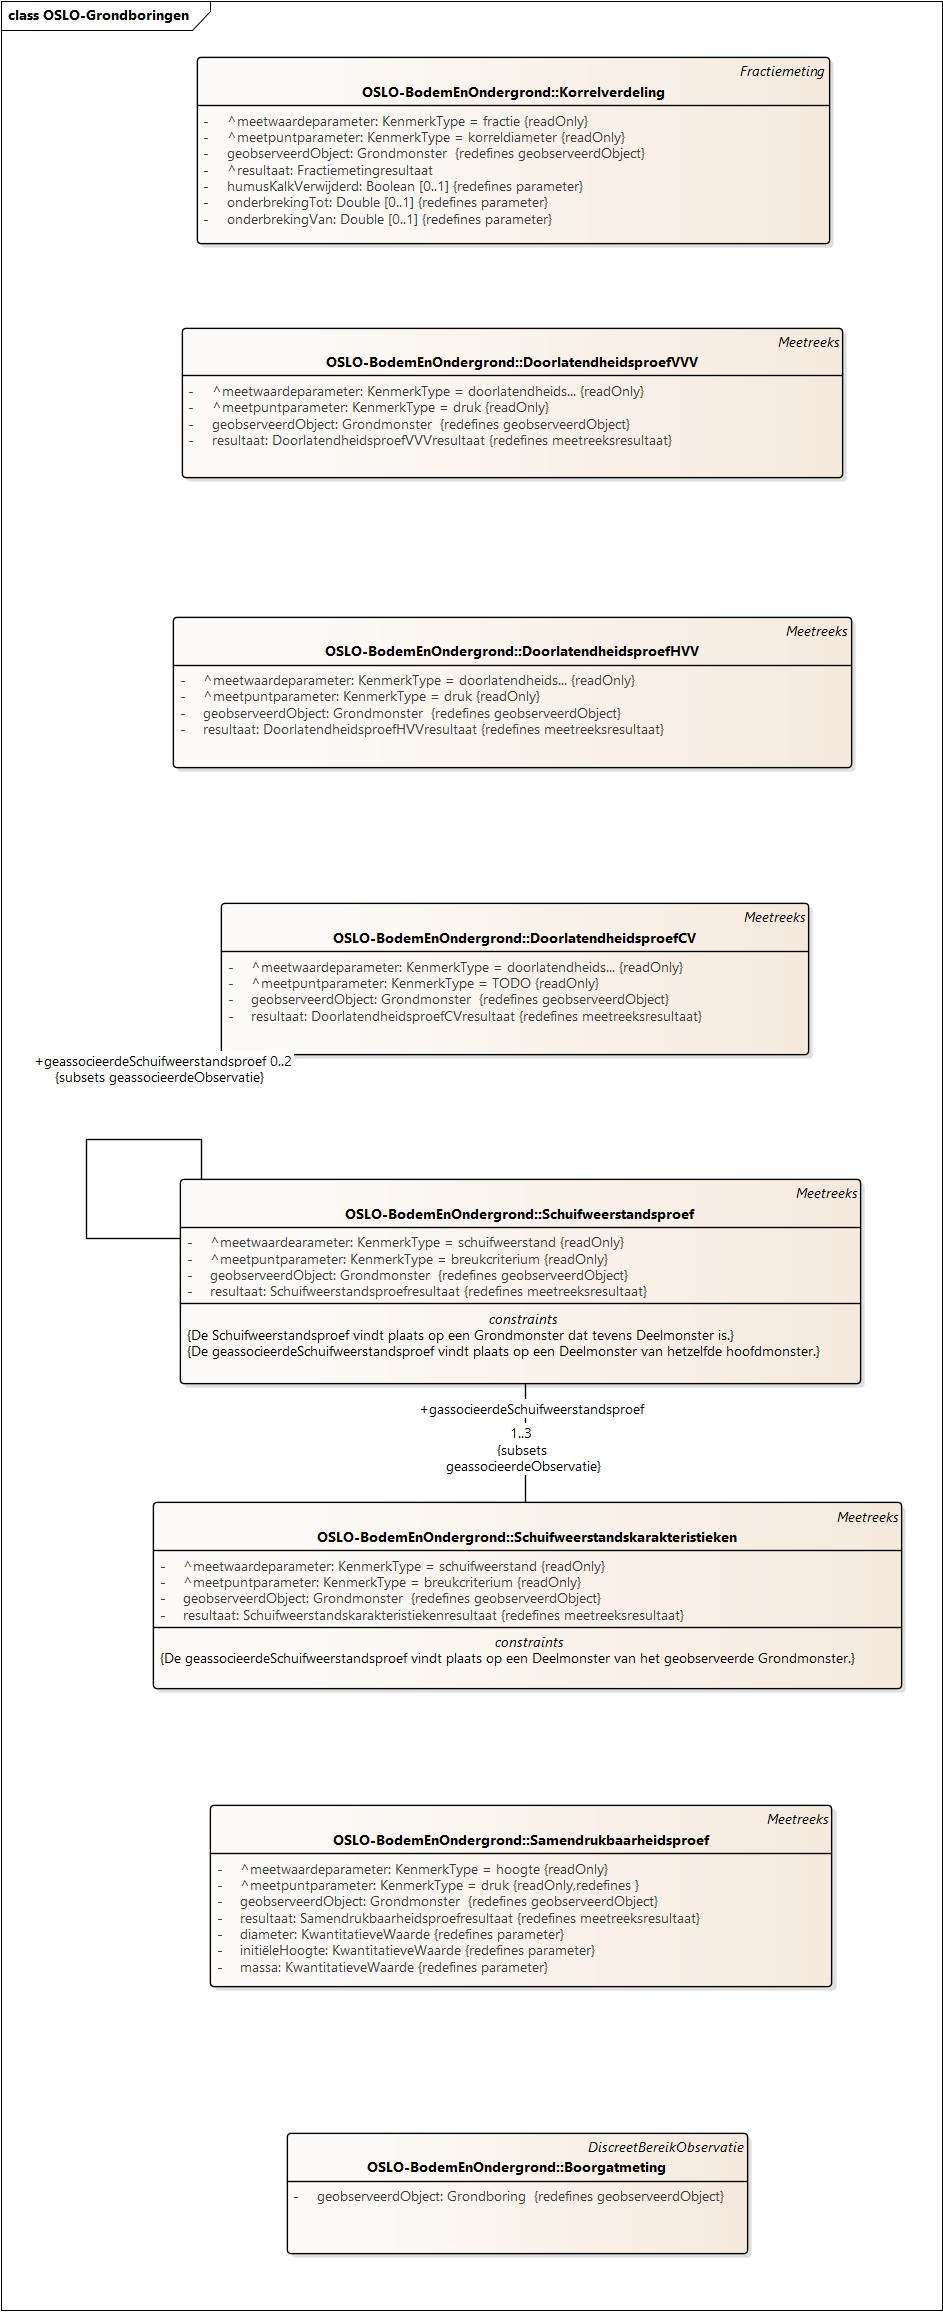 class OSLO-Grondboringen
Fractiemeting
OSLO-BodemEnOndergrond::Korrelverdeling
- ^meetwaardeparameter: KenmerkType = fractie {readOnly}
- ^meetpuntparameter: KenmerkType = korreldiameter {readOnly}
- geobserveerdObject: Grondmonster {redefines geobserveerdObject}
- ^resultaat: Fractiemetingresultaat
- humusKalkVerwijderd: Boolean [0..1] {redefines parameter}
- onderbrekingTot: Double [0..1] {redefines parameter}
- onderbrekingVan: Double [0..1] {redefines parameter}
Meetreeks
OSLO-BodemEnOndergrond::DoorlatendheidsproefVVV
- ^meetwaardeparameter: KenmerkType = doorlatendheids... {readOnly}
- ^meetpuntparameter: KenmerkType = druk {readOnly}
- geobserveerdObject: Grondmonster {redefines geobserveerdObject}
- resultaat: DoorlatendheidsproefVVVresultaat {redefines meetreeksresultaat}
Meetreeks
OSLO-BodemEnOndergrond::DoorlatendheidsproefHVV
- ^meetwaardeparameter: KenmerkType = doorlatendheids... {readOnly}
- ^meetpuntparameter: KenmerkType = druk {readOnly}
- geobserveerdObject: Grondmonster {redefines geobserveerdObject}
- resultaat: DoorlatendheidsproefHVVresultaat {redefines meetreeksresultaat}
Meetreeks
OSLO-BodemEnOndergrond::DoorlatendheidsproefCV
- ^meetwaardeparameter: KenmerkType = doorlatendheids... {readOnly}
- ^meetpuntparameter: KenmerkType = TODO {readOnly}
- geobserveerdObject: Grondmonster {redefines geobserveerdObject}
- resultaat: DoorlatendheidsproefCVresultaat {redefines meetreeksresultaat}
+geassocieerdeSchuifweerstandsproef 0..2
{subsets geassocieerdeObservatie}
Meetreeks
OSLO-BodemEnOndergrond::Schuifweerstandsproef
- ^meetwaardearameter: KenmerkType = schuifweerstand {readOnly}
- ^meetpuntparameter: KenmerkType = breukcriterium {readOnly}
- geobserveerdObject: Grondmonster {redefines geobserveerdObject}
- resultaat: Schuifweerstandsproefresultaat {redefines meetreeksresultaat}
constraints
{De Schuifweerstandsproef vindt plaats op een Grondmonster dat tevens Deelmonster is.}
{De geassocieerdeSchuifweerstandsproef vindt plaats op een Deelmonster van hetzelfde hoofdmonster.}
+gassocieerdeSchuifweerstandsproef
1..3
{subsets
geassocieerdeObservatie}
Meetreeks
OSLO-BodemEnOndergrond::Schuifweerstandskarakteristieken
- ^meetwaardeparameter: KenmerkType = schuifweerstand {readOnly}
- ^meetpuntparameter: KenmerkType = breukcriterium {readOnly}
- geobserveerdObject: Grondmonster {redefines geobserveerdObject}
- resultaat: Schuifweerstandskarakteristiekenresultaat {redefines meetreeksresultaat}
constraints
{De geassocieerdeSchuifweerstandsproef vindt plaats op een Deelmonster van het geobserveerde Grondmonster.}
Meetreeks
OSLO-BodemEnOndergrond::Samendrukbaarheidsproef
- ^meetwaardeparameter: KenmerkType = hoogte {readOnly}
- ^meetpuntparameter: KenmerkType = druk {readOnly,redefines }
- geobserveerdObject: Grondmonster {redefines geobserveerdObject}
- resultaat: Samendrukbaarheidsproefresultaat {redefines meetreeksresultaat}
- diameter: KwantitatieveWaarde {redefines parameter}
- initiëleHoogte: KwantitatieveWaarde {redefines parameter}
- massa: KwantitatieveWaarde {redefines parameter}
DiscreetBereikObservatie
OSLO-BodemEnOndergrond::Boorgatmeting
- geobserveerdObject: Grondboring {redefines geobserveerdObject}